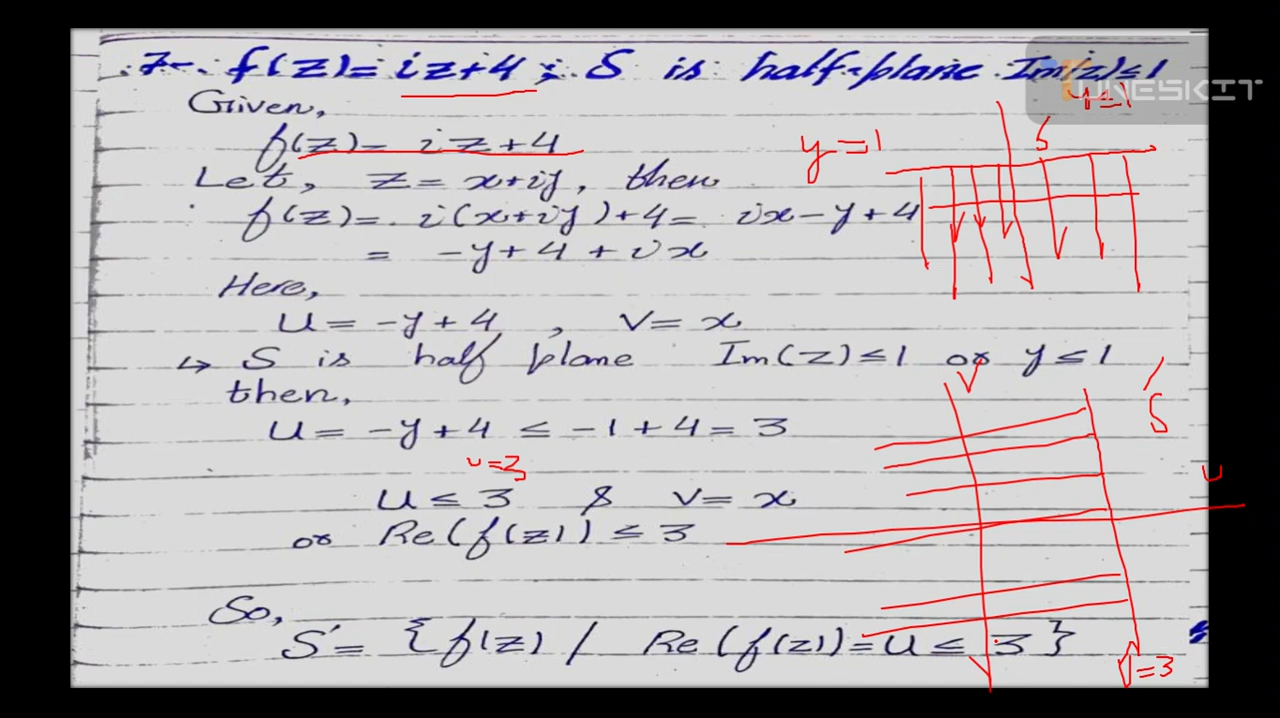 7- f(z)= iz+4 ; S is half-plane Im(z)≤1
y≤1
UNESKIT
Given,
f(z)= iz+4
y=1
S
Let, z= x+iy, then
f(z)= i(x+iy)+4= ix-y+4
= -y+4+ix
Here,
U= -y+4 , V= x
↳ S is half plane Im(z)≤1 or y≤1
then,
V
S′
U= -y+4 ≤ -1+4=3
u=3
u
U≤3 & V=x
or Re(f(z))≤3
So,
S′= {f(z) / Re(f(z))=U≤3}
U=3